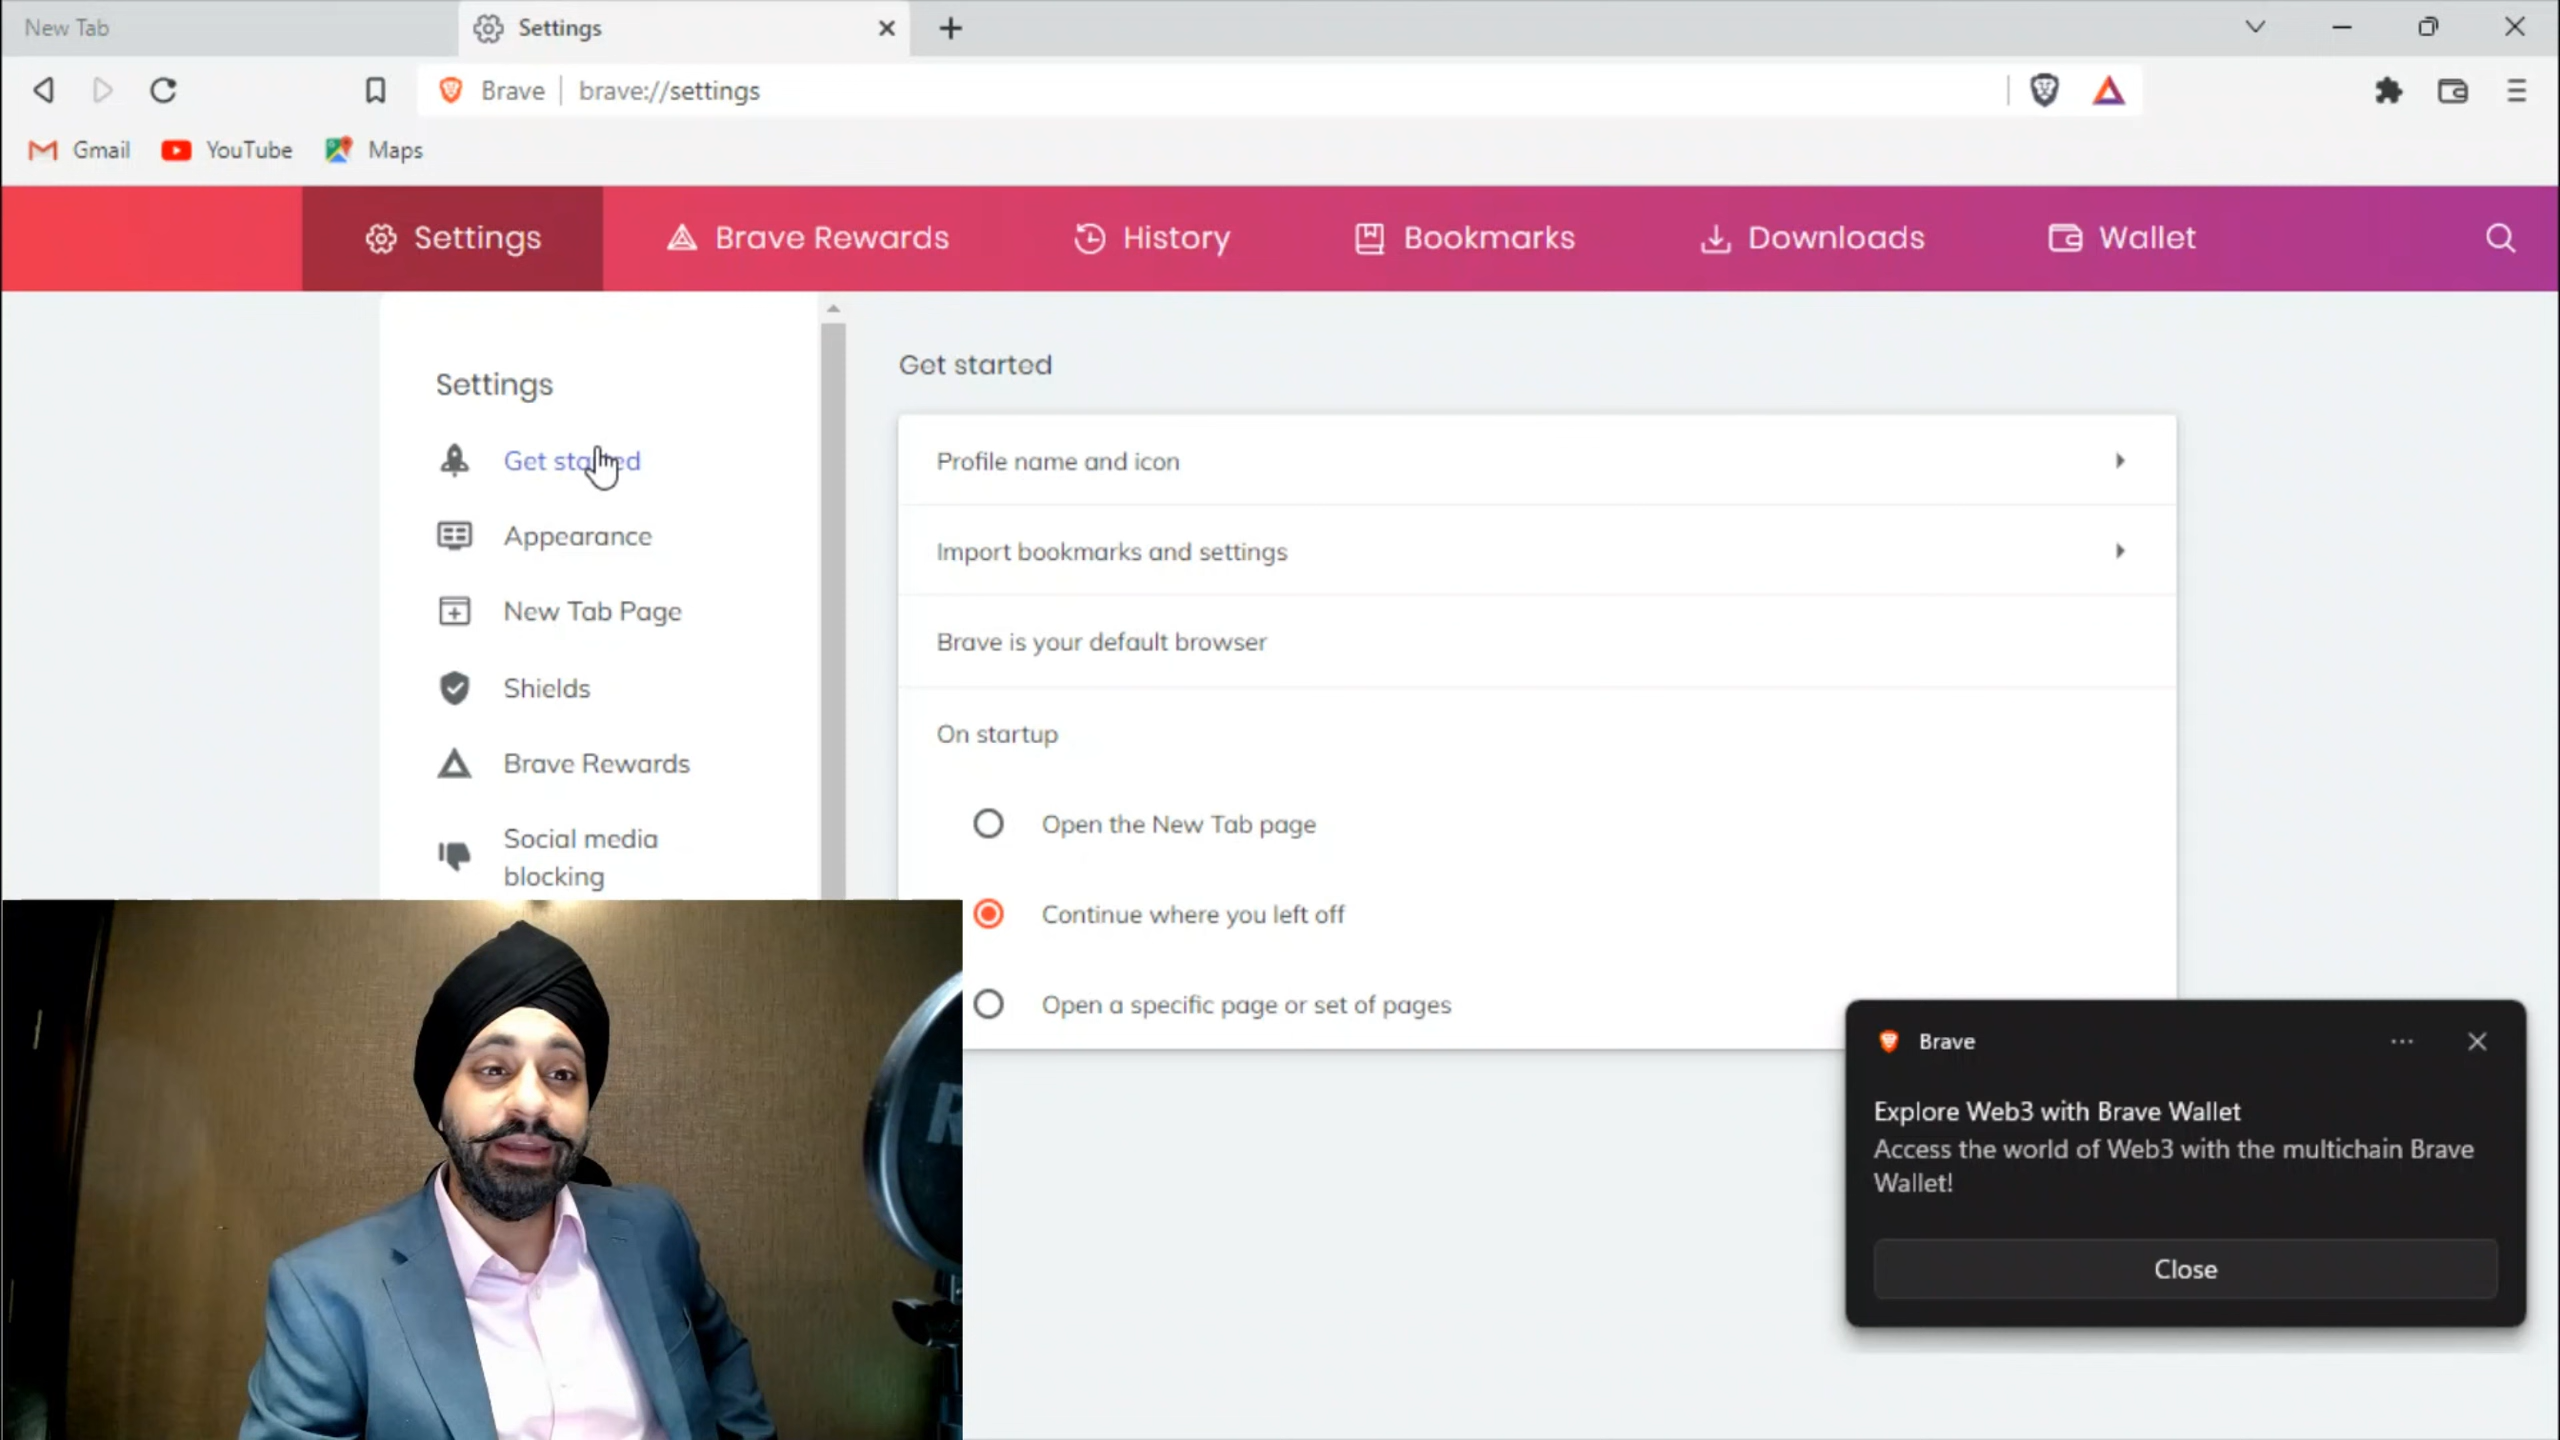 New Tab
Settings
Brave
brave://settings
Gmail
YouTube
Maps
Settings
Brave Rewards
History
Bookmarks
Downloads
Wallet
Settings
Appearance
New Tab Page
Shields
Brave Rewards
Social media
blocking
Get started
Profile name and icon
Import bookmarks and settings
Brave is your default browser
On startup
Open the New Tab page
Continue where you left off
Open a specific page or set of pages
Brave
Explore Web3 with Brave Wallet
Access the world of Web3 with the multichain Brave
Wallet!
Close